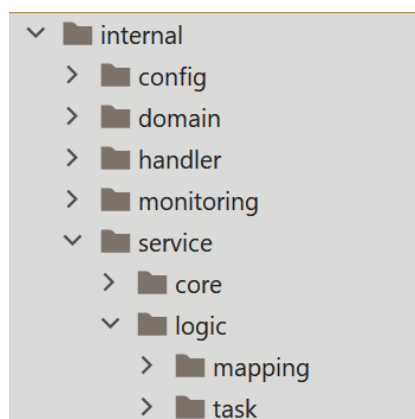 internal
config
domain
handler
monitoring
service
core
logic
mapping
task